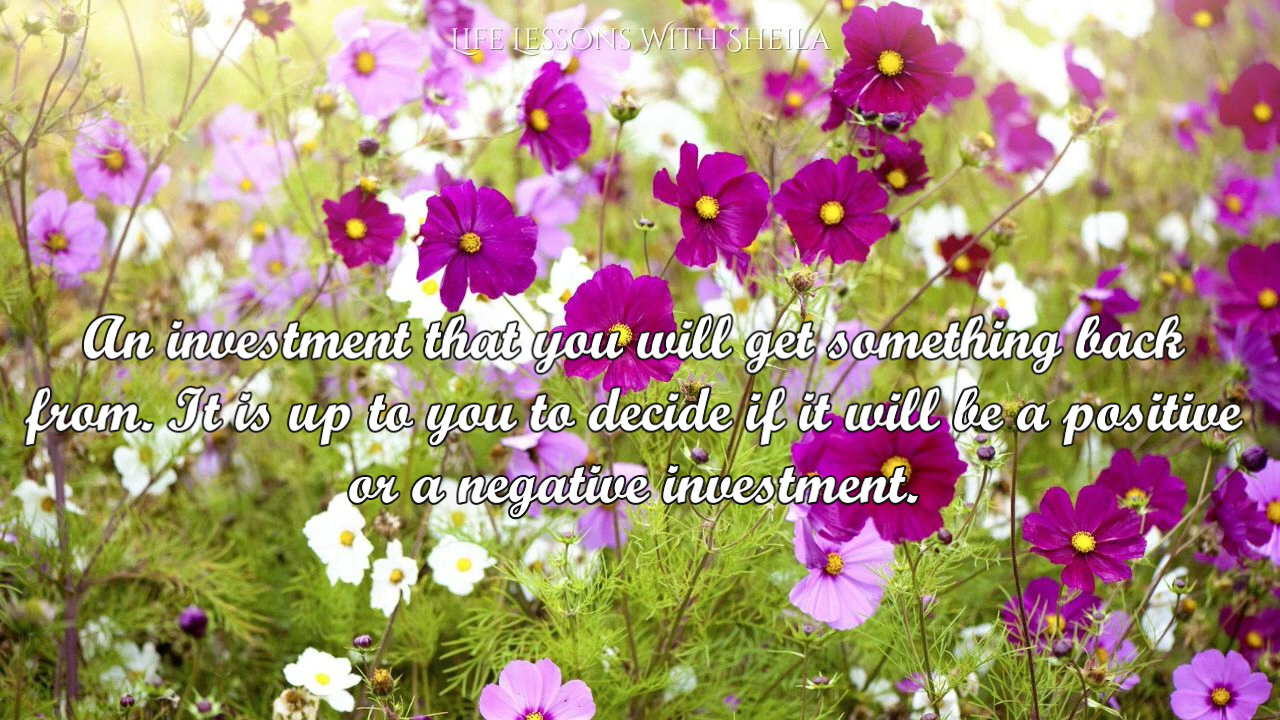 Life Lessons With Sheila
An investment that you will get something back
from. It is up to you to decide if it will be a positive
or a negative investment.